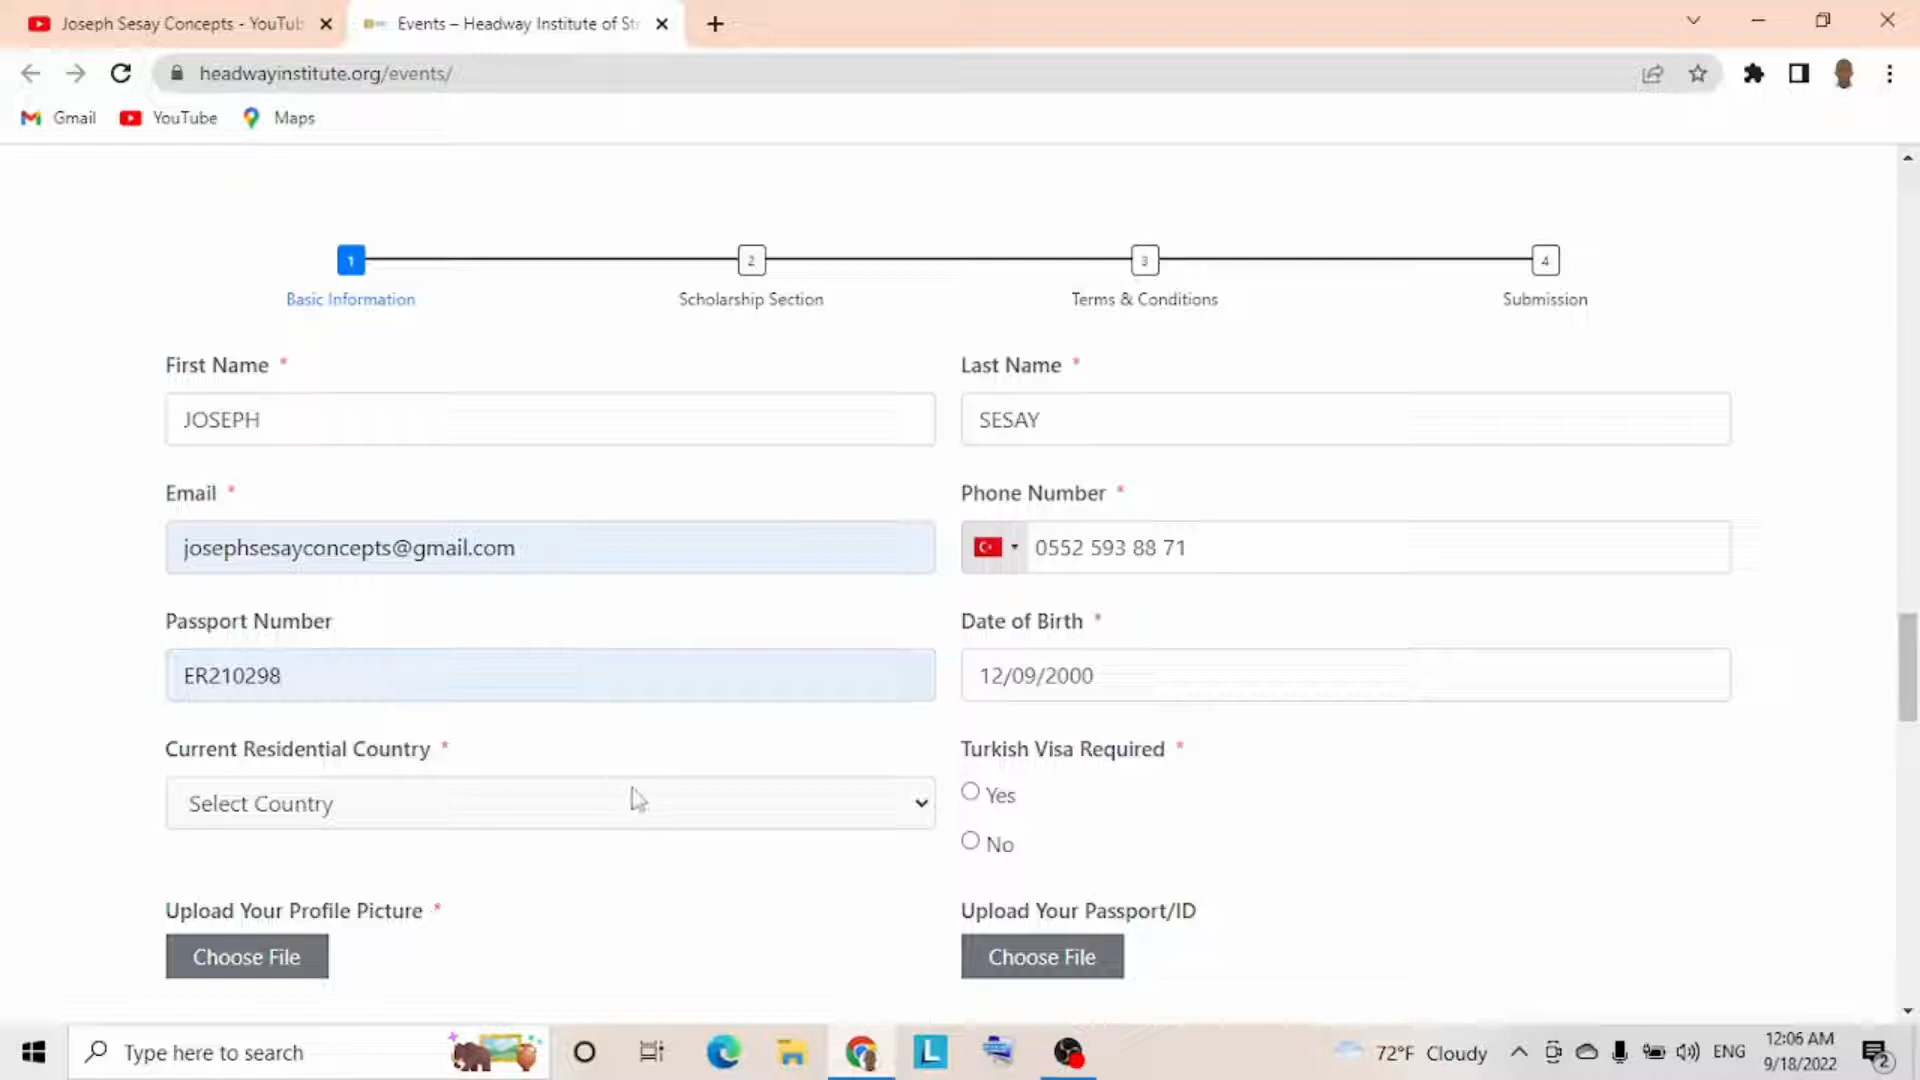 Joseph Sesay Concepts - YouTub
Events – Headway Institute of Str
headwayinstitute.org/events/
Gmail
YouTube
Maps
1
2
3
4
Basic Information
Scholarship Section
Terms & Conditions
Submission
First Name *
Last Name *
JOSEPH
SESAY
Email *
Phone Number *
josephsesayconcepts@gmail.com
0552 593 88 71
Passport Number
Date of Birth *
ER210298
12/09/2000
Current Residential Country *
Turkish Visa Required *
Select Country
Yes
No
Upload Your Profile Picture *
Upload Your Passport/ID
Choose File
Choose File
Type here to search
L
72°F Cloudy
ENG
12:06 AM
9/18/2022
2